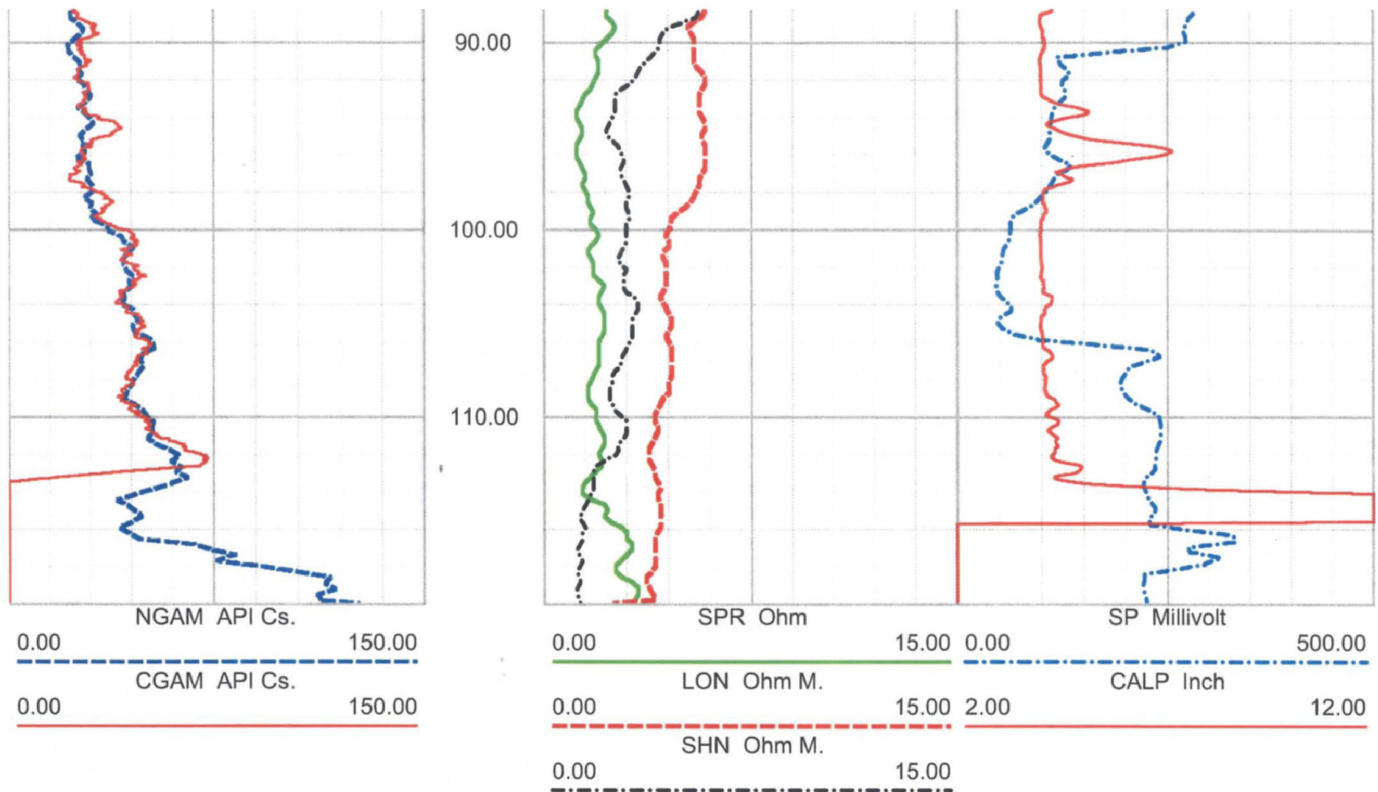 90.00
100.00
110.00
NGAM API Cs.
0.00 150.00
CGAM API Cs.
0.00 150.00
SPR Ohm
0.00 15.00
LON Ohm M.
0.00 15.00
SHN Ohm M.
0.00 15.00
SP Millivolt
0.00 500.00
CALP Inch
2.00 12.00